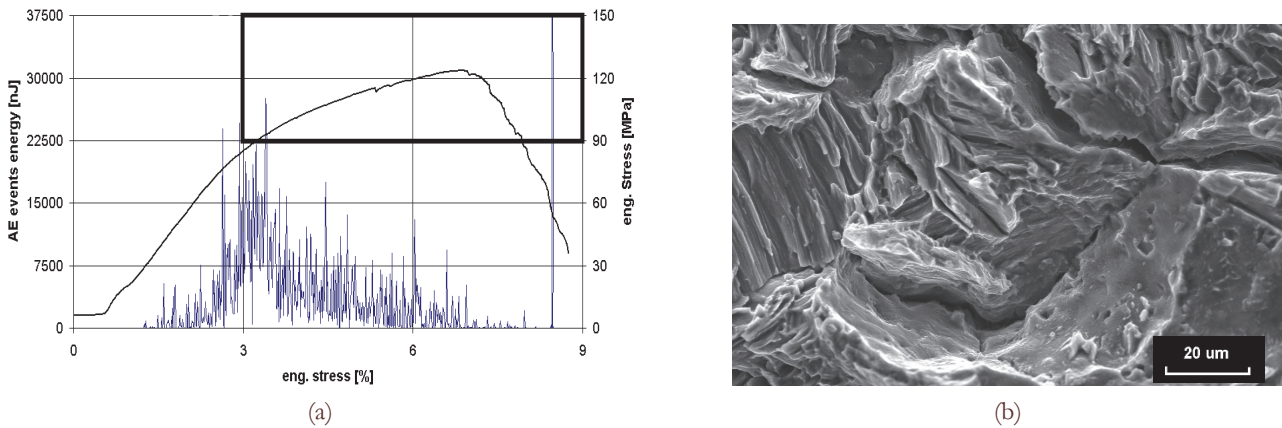 37500
30000
22500
15000
7500
0
AE events energy [nJ]
150
120
90
60
30
0
eng. Stress [MPa]
0 3 6 9
eng. stress [%]
(a)
20 um
(b)